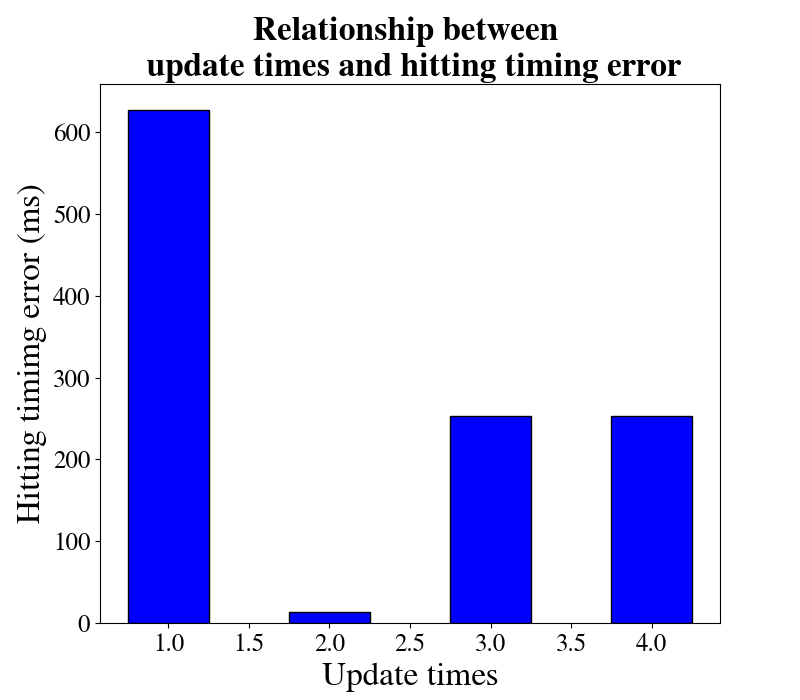 Relationship between
update times and hitting timing error
Hitting timimg error (ms)
600
500
400
300
200
100
0
1.0 1.5 2.0 2.5 3.0 3.5 4.0
Update times